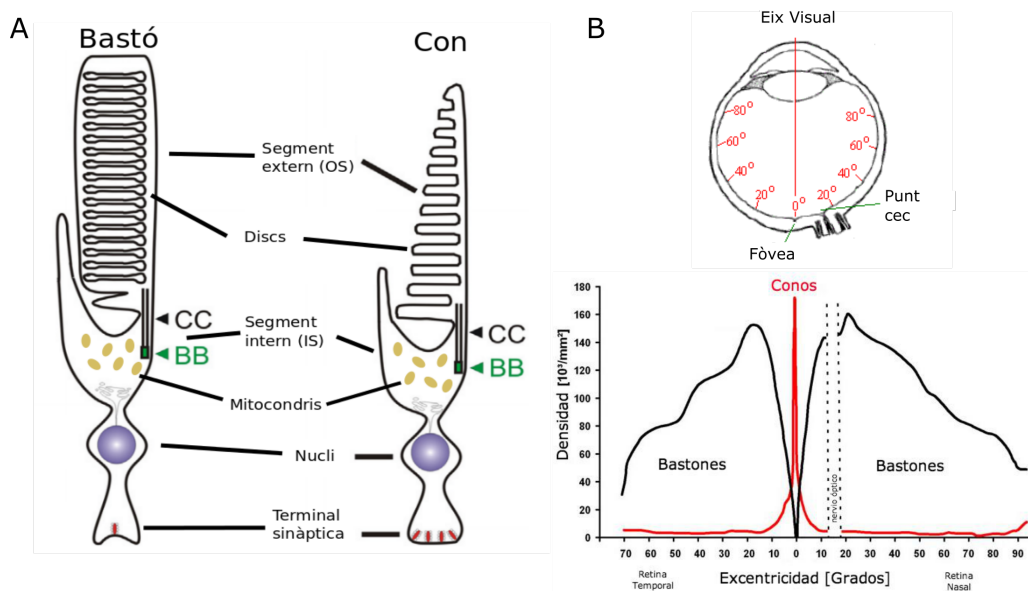 A
Bastó
Con
Segment
extern (OS)
Discs
CC
BB
Segment
intern (IS)
CC
BB
Mitocondris
Nucli
Terminal
sinàptica
B
Eix Visual
80°
80°
60°
60°
40°
40°
20°
0°
20°
Punt
cec
Fòvea
Conos
Densidad [10³/mm²]
180
160
140
120
100
80
60
40
20
0
Bastones
nervio óptico
Bastones
70 60 50 40 30 20 10 0 10 20 30 40 50 60 70 80 90
Retina
Temporal
Excentricidad [Grados]
Retina
Nasal